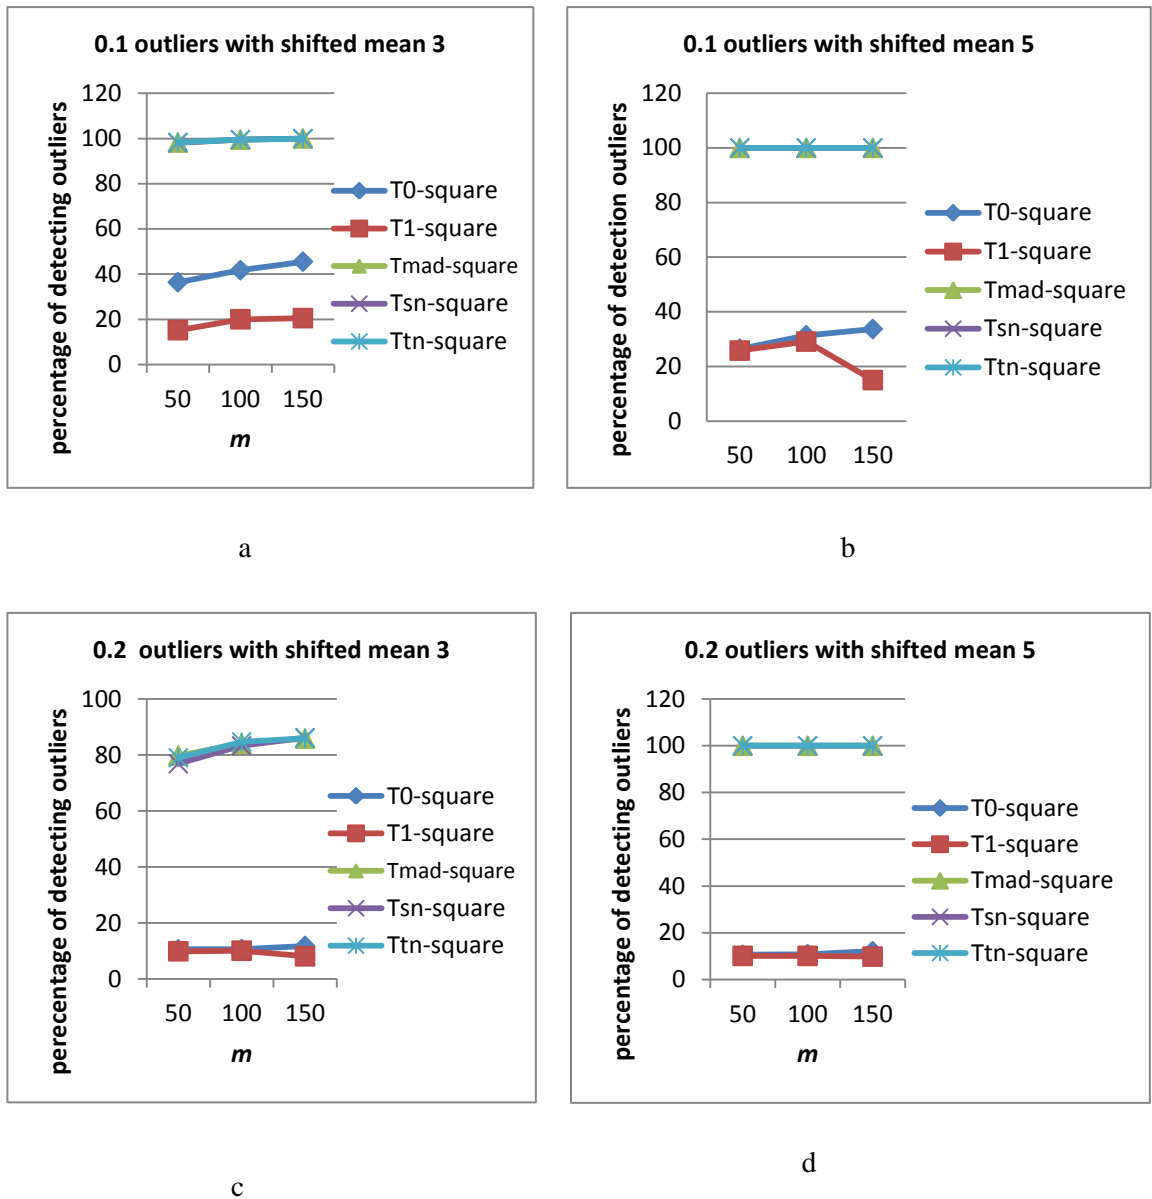 0.1 outliers with shifted mean 3
percentage of detecting outliers
120
100
80
60
40
20
0
50 100 150
m
T0-square
T1-square
Tmad-square
Tsn-square
Ttn-square
a
0.1 outliers with shifted mean 5
percentage of detection outliers
120
100
80
60
40
20
0
50 100 150
T0-square
T1-square
Tmad-square
Tsn-square
Ttn-square
b
0.2 outliers with shifted mean 3
perecentage of detecting outliers
100
80
60
40
20
0
50 100 150
m
T0-square
T1-square
Tmad-square
Tsn-square
Ttn-square
c
0.2 outliers with shifted mean 5
percentage of detecting outliers
120
100
80
60
40
20
0
50 100 150
m
T0-square
T1-square
Tmad-square
Tsn-square
Ttn-square
d